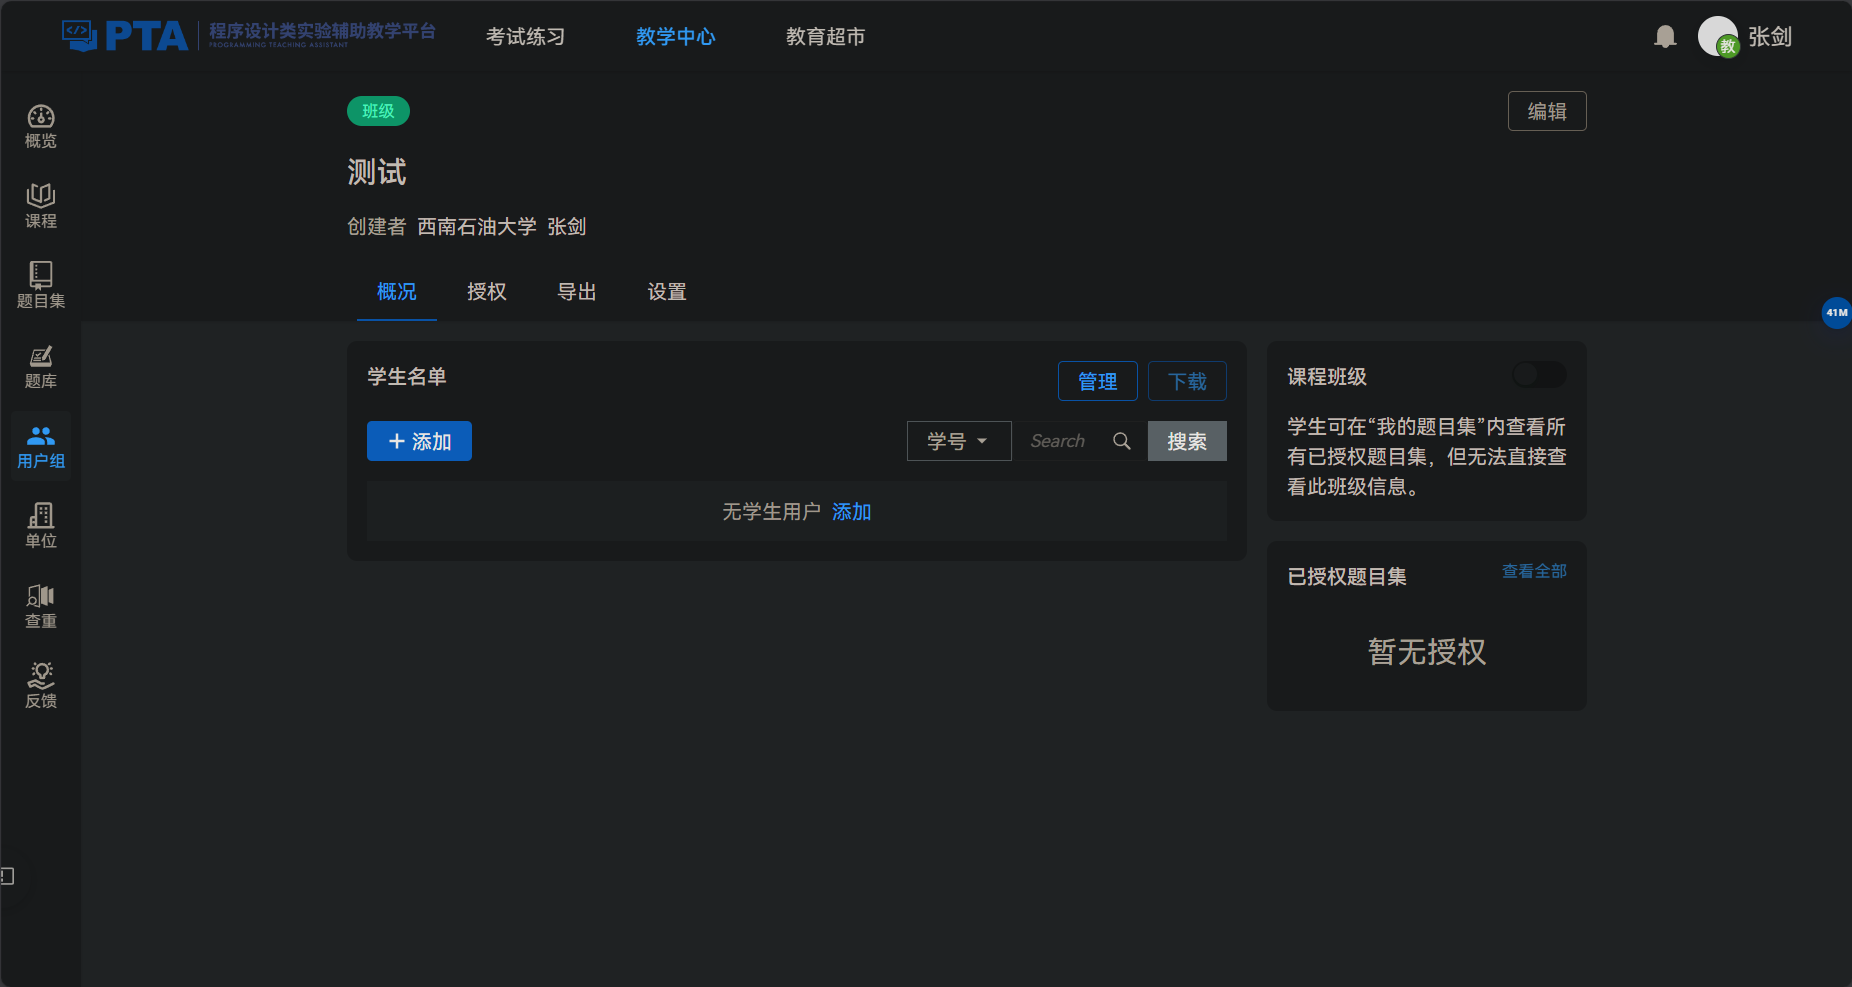 PTA 程序设计类实验辅助教学平台
PROGRAMMING TEACHING ASSISTANT
考试练习
教学中心
教育超市
教
张剑
概览
课程
题目集
题库
用户组
单位
查重
反馈
班级
编辑
测试
创建者 西南石油大学 张剑
概况
授权
导出
设置
学生名单
管理
下载
添加
学号
Search
搜索
无学生用户 添加
课程班级
学生可在“我的题目集”内查看所
有已授权题目集，但无法直接查
看此班级信息。
已授权题目集
查看全部
暂无授权
41M